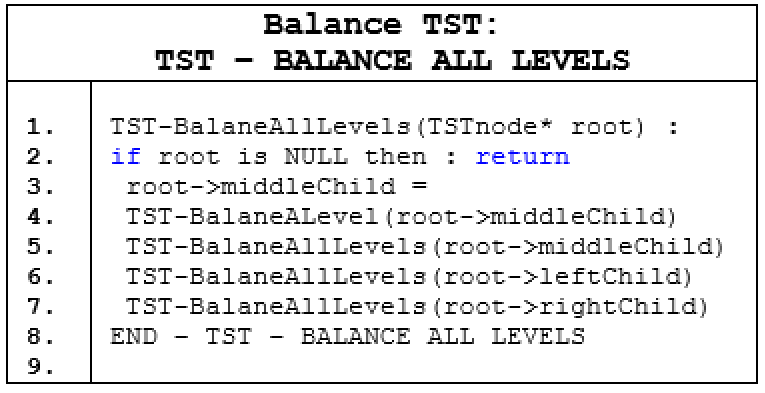 Balance TST:
TST – BALANCE ALL LEVELS
1. TST-BalaneAllLevels(TSTnode* root) :
2. if root is NULL then : return
3. root->middleChild =
4. TST-BalaneALevel(root->middleChild)
5. TST-BalaneAllLevels(root->middleChild)
6. TST-BalaneAllLevels(root->leftChild)
7. TST-BalaneAllLevels(root->rightChild)
8. END – TST – BALANCE ALL LEVELS
9.